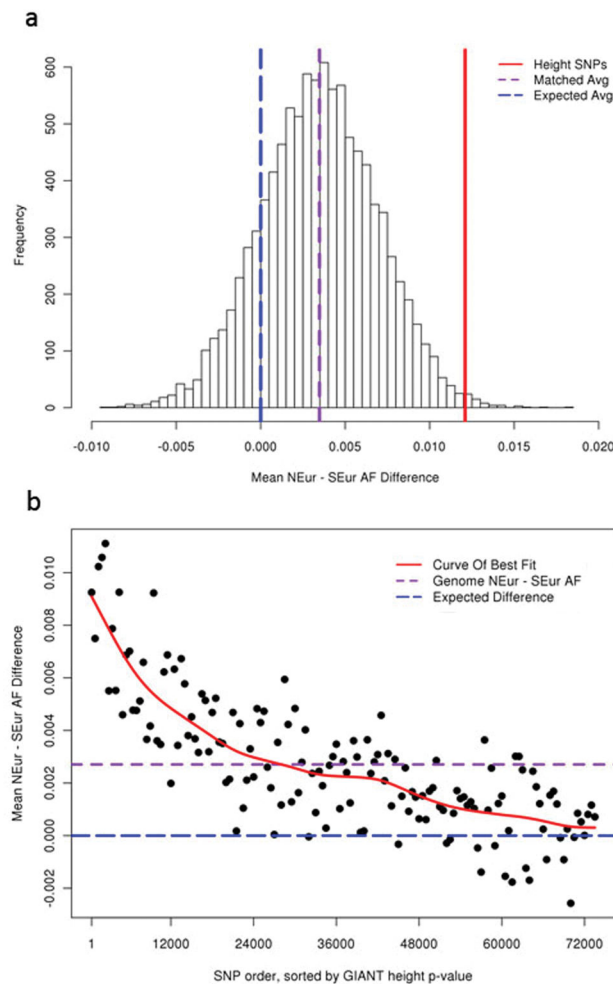 a
Height SNPs
Matched Avg
Expected Avg
Frequency
600
500
400
300
200
100
0
-0.010 -0.005 0.000 0.005 0.010 0.015 0.020
Mean NEur - SEur AF Difference
b
Curve Of Best Fit
Genome NEur - SEur AF
Expected Difference
Mean NEur - SEur AF Difference
0.010
0.008
0.006
0.004
0.002
0.000
-0.002
1 12000 24000 36000 48000 60000 72000
SNP order, sorted by GIANT height p-value